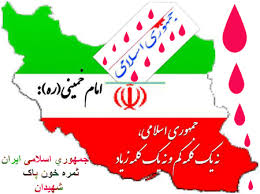 جمهوری اسلامی
امام خمینی(ره):
جمهوری اسلامی،
نه یک کلمه کم و نه یک کلمه زیاد
جمهوری اسلامی ایران
ثمره خون پاک
شهیدان